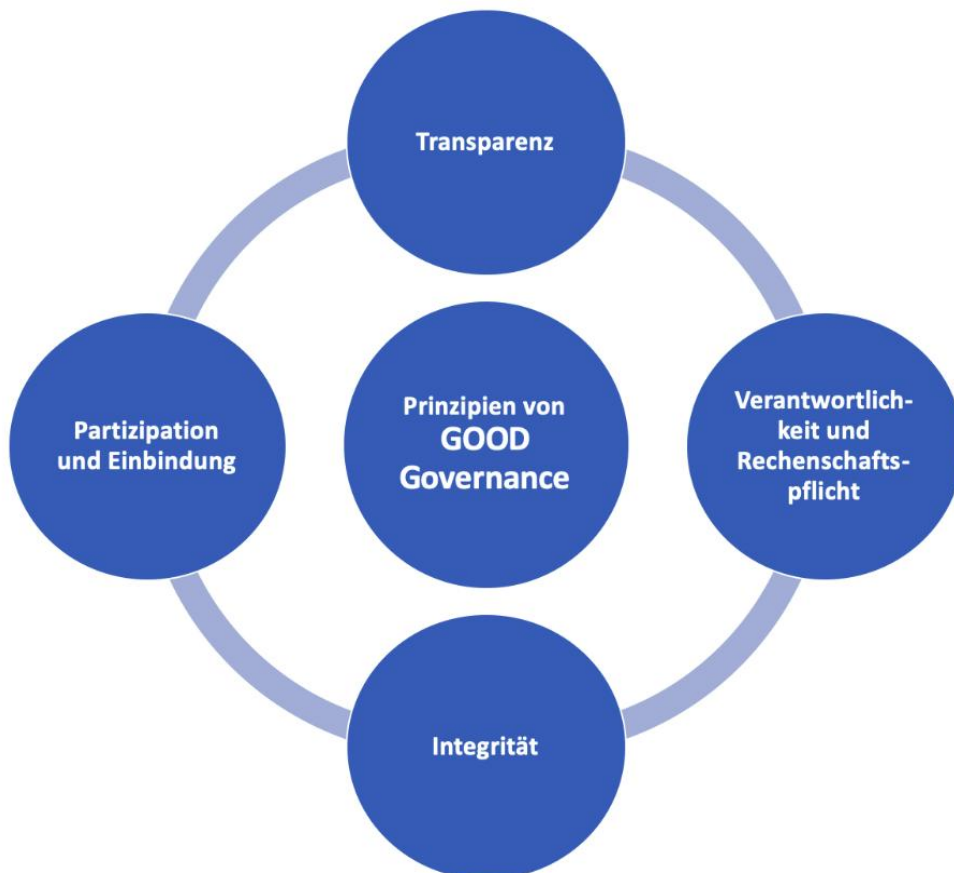 Transparenz
Partizipation
und Einbindung
Prinzipien von
GOOD
Governance
Verantwortlich-
keit und
Rechenschafts-
pflicht
Integrität